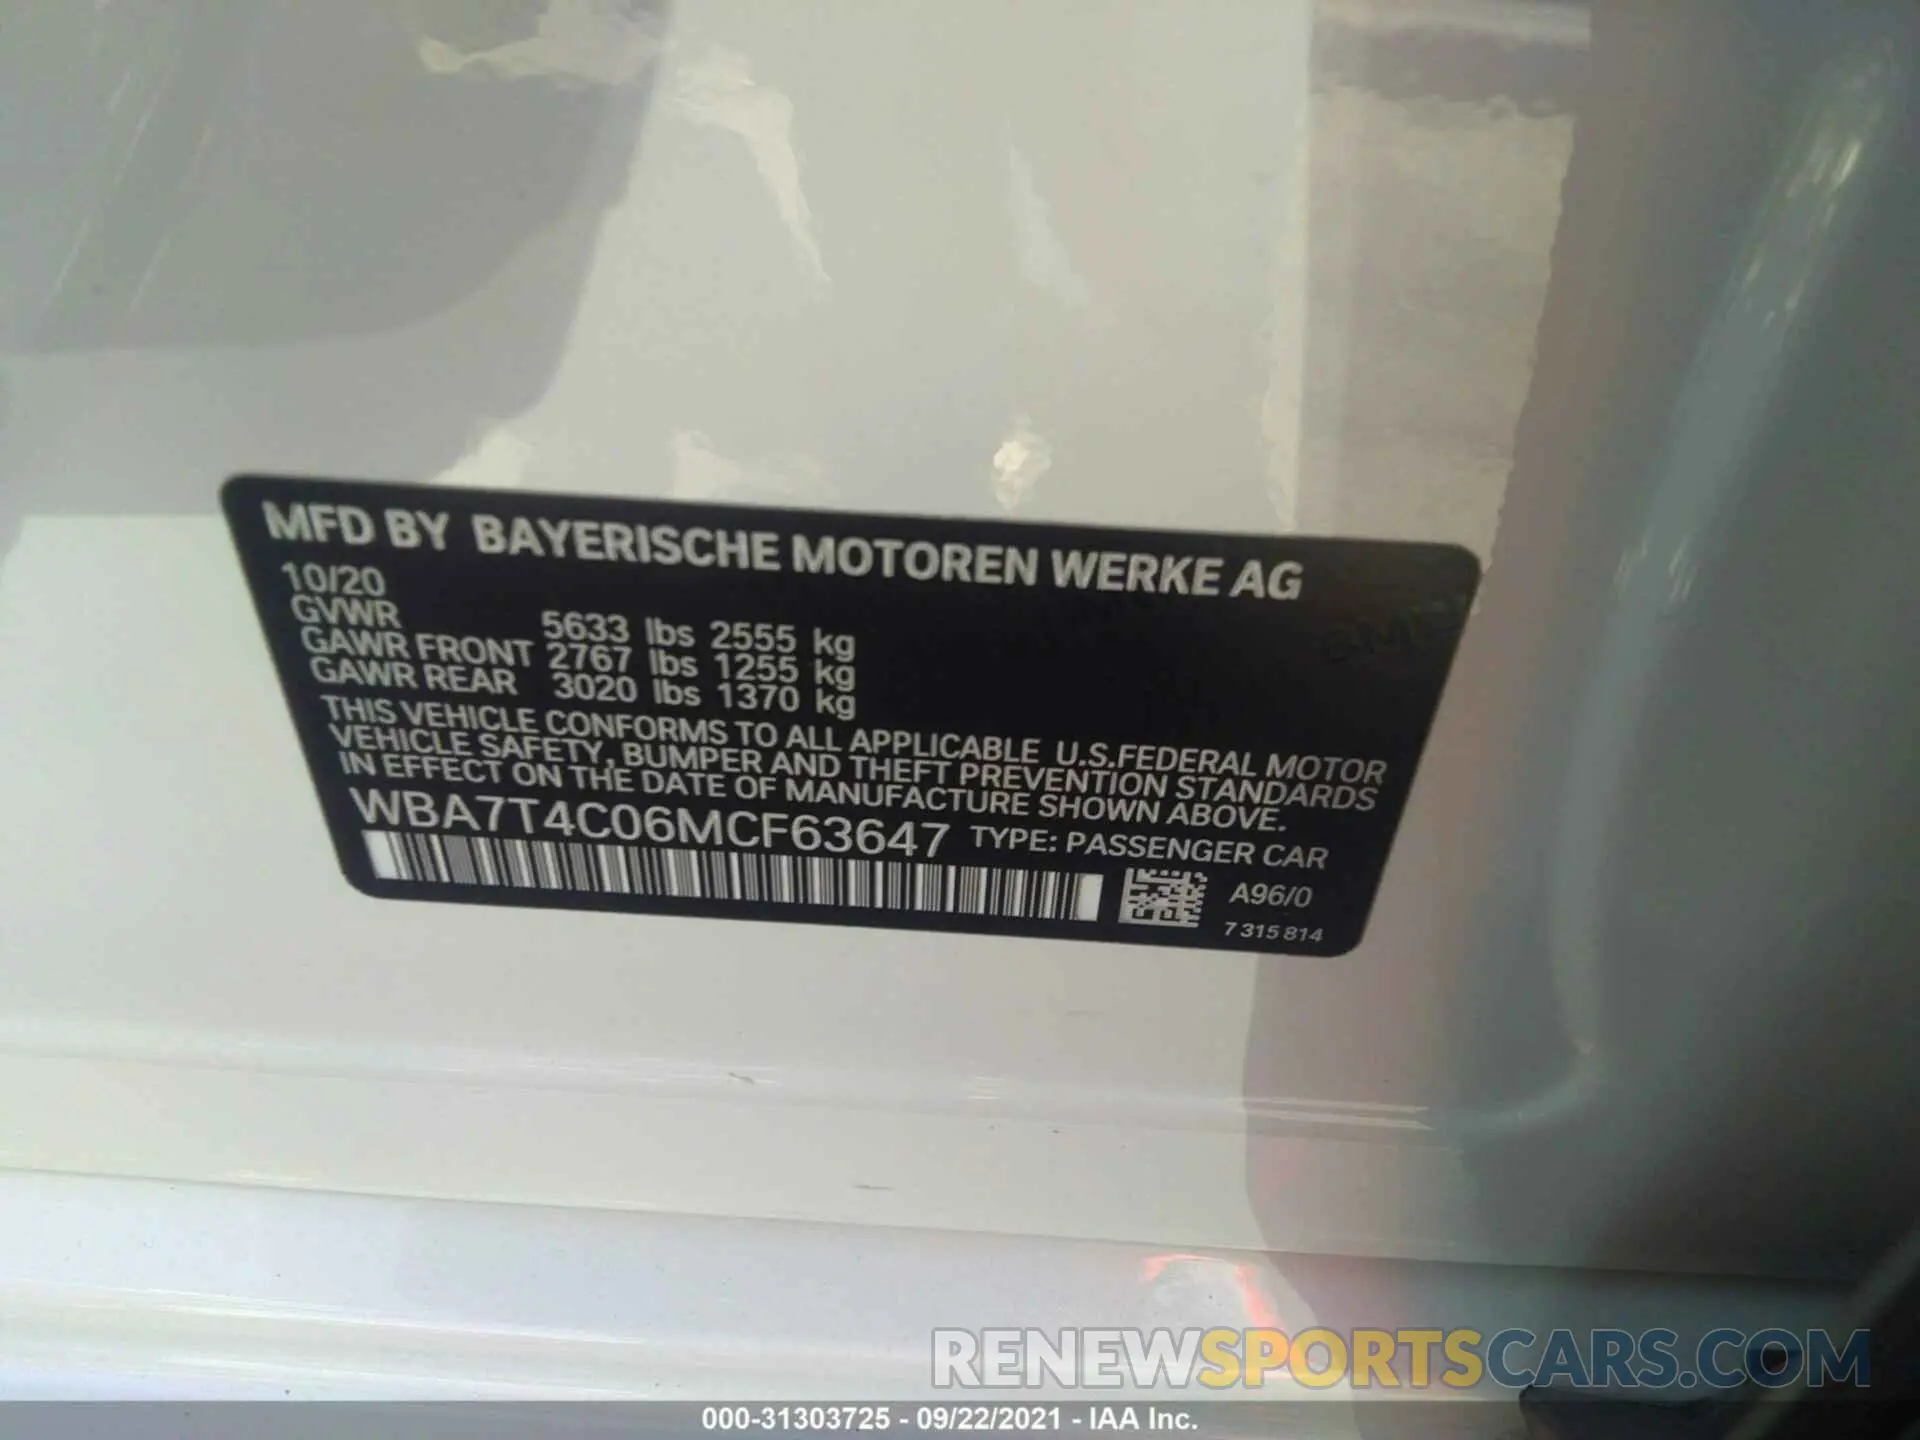 MFD BY BAYERISCHE MOTOREN WERKE AG
10/20
GVWR 5633 lbs 2555 kg
GAWR FRONT 2767 lbs 1255 kg
GAWR REAR 3020 lbs 1370 kg
THIS VEHICLE CONFORMS TO ALL APPLICABLE U.S.FEDERAL MOTOR
VEHICLE SAFETY, BUMPER AND THEFT PREVENTION STANDARDS
IN EFFECT ON THE DATE OF MANUFACTURE SHOWN ABOVE.
WBA7T4C06MCF63647 TYPE: PASSENGER CAR
A96/0
7 315 814
RENEWSPORTSCARS.COM
000-31303725 - 09/22/2021 - IAA Inc.